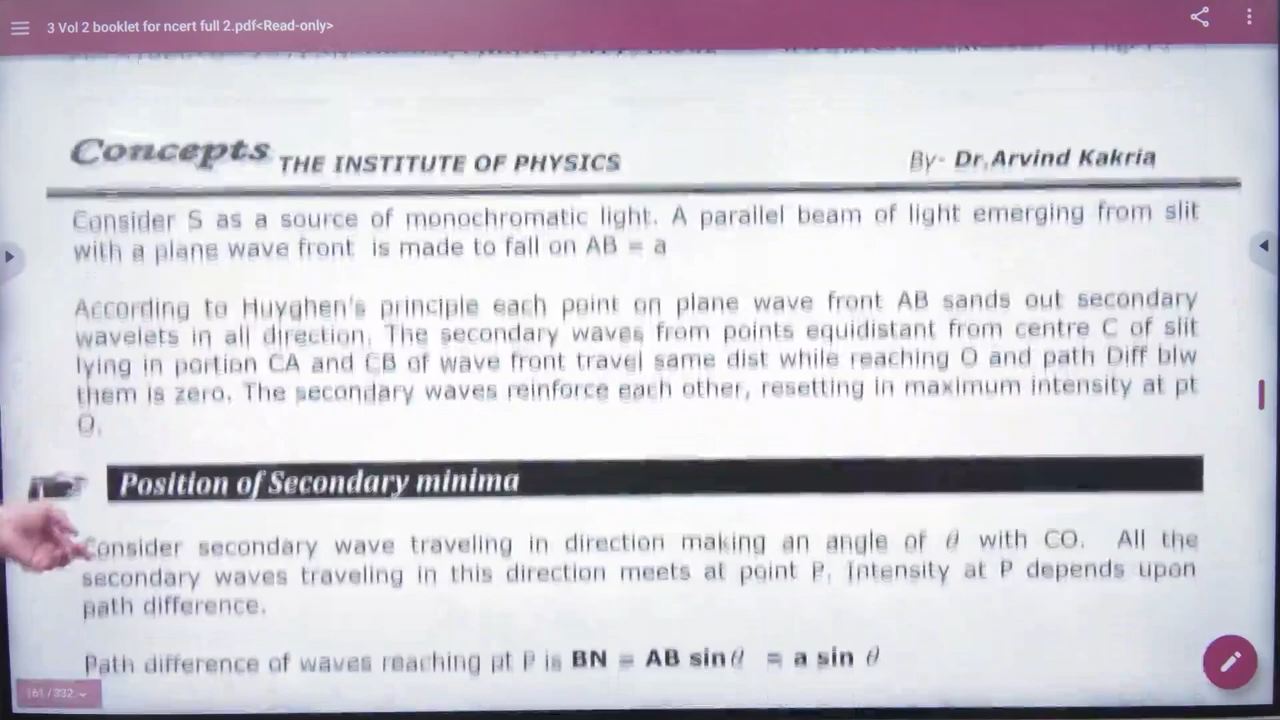 3 Vol 2 booklet for ncert full 2.pdf<Read-only>
Concepts THE INSTITUTE OF PHYSICS By- Dr.Arvind Kakria
Consider S as a source of monochromatic light. A parallel beam of light emerging from slit
with a plane wave front is made to fall on AB = a
According to Huyghen's principle each point on plane wave front AB sands out secondary
wavelets in all direction. The secondary waves from points equidistant from centre C of slit
lying in portion CA and CB of wave front travel same dist while reaching O and path Diff blw
them is zero. The secondary waves reinforce each other, resetting in maximum intensity at pt
O.
Position of Secondary minima
Consider secondary wave traveling in direction making an angle of θ with CO. All the
secondary waves traveling in this direction meets at point P. Intensity at P depends upon
path difference.
Path difference of waves reaching pt P is BN = AB sin θ = a sin θ
161 / 332